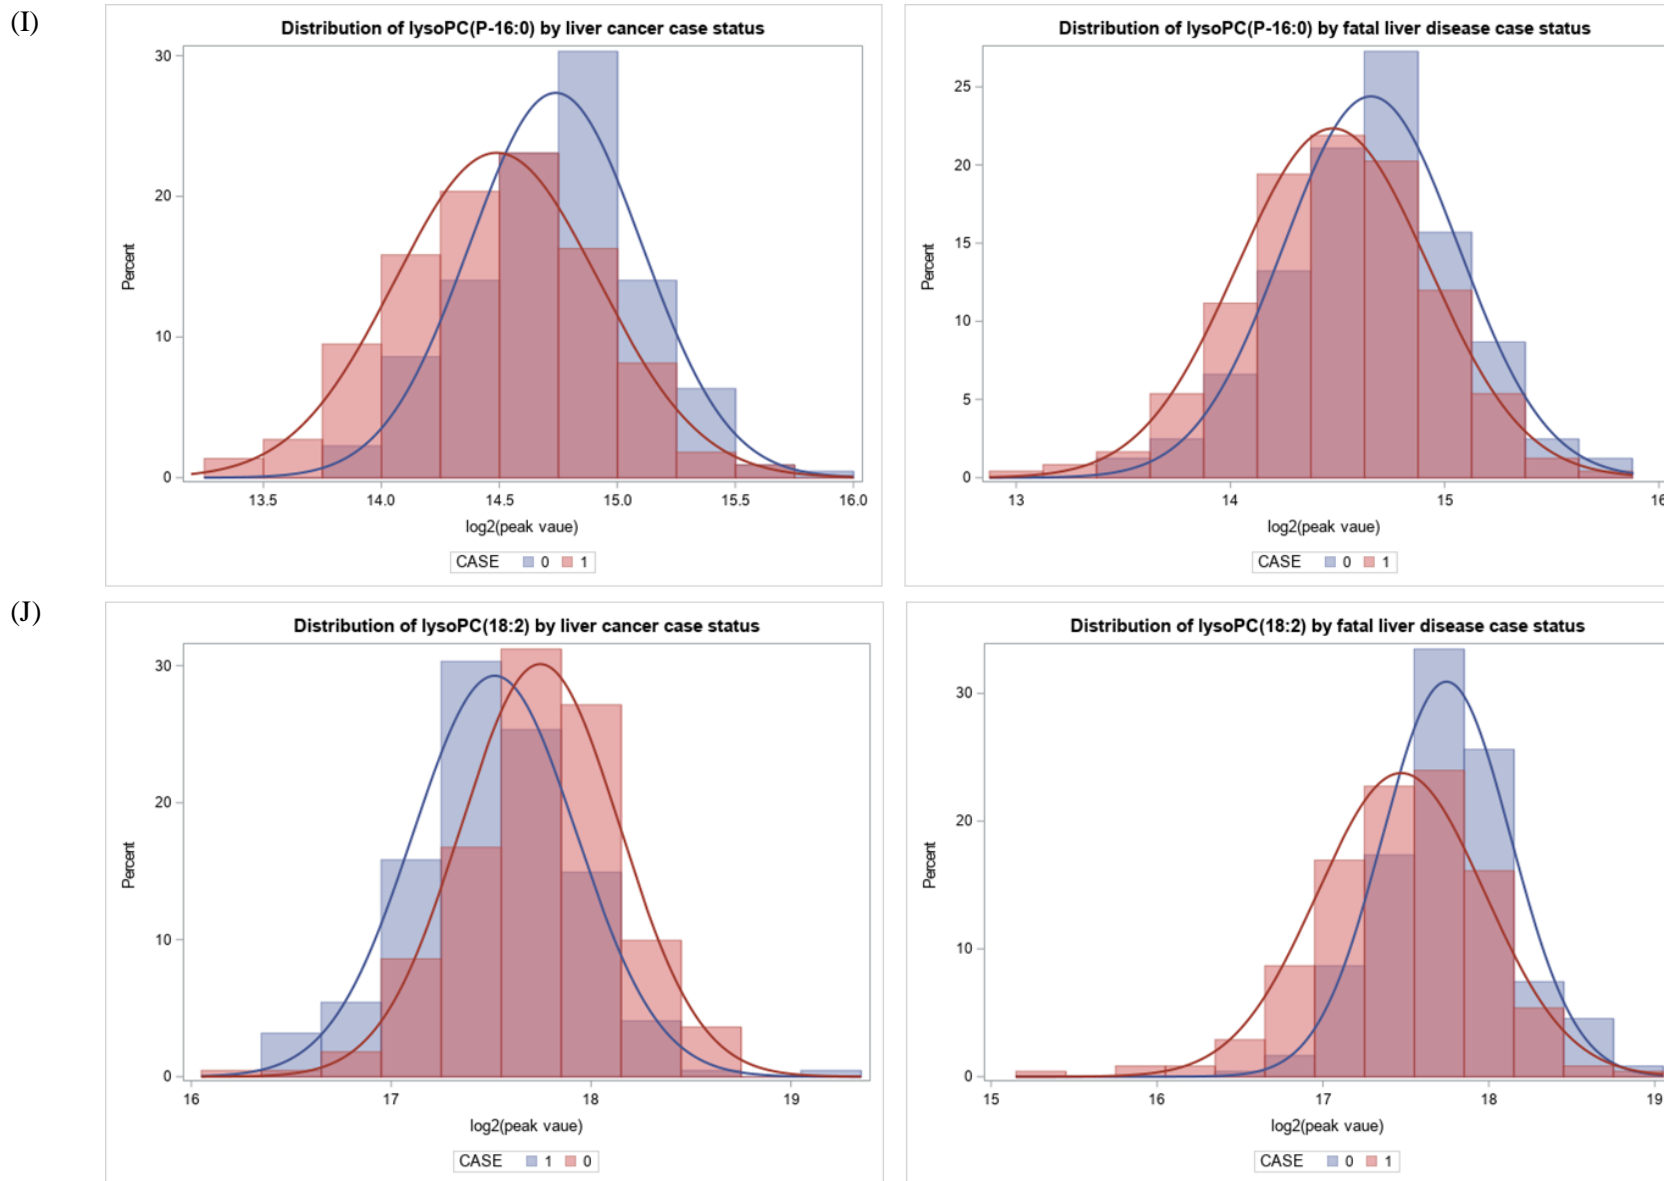 (I)
Distribution of lysoPC(P-16:0) by liver cancer case status
30
20
10
0
Percent
13.5 14.0 14.5 15.0 15.5 16.0
log2(peak vaue)
CASE 0 1
Distribution of lysoPC(P-16:0) by fatal liver disease case status
25
20
15
10
5
0
Percent
13 14 15 16
log2(peak vaue)
CASE 0 1
(J)
Distribution of lysoPC(18:2) by liver cancer case status
30
20
10
0
Percent
16 17 18 19
log2(peak vaue)
CASE 1 0
Distribution of lysoPC(18:2) by fatal liver disease case status
30
20
10
0
Percent
15 16 17 18 19
log2(peak vaue)
CASE 0 1